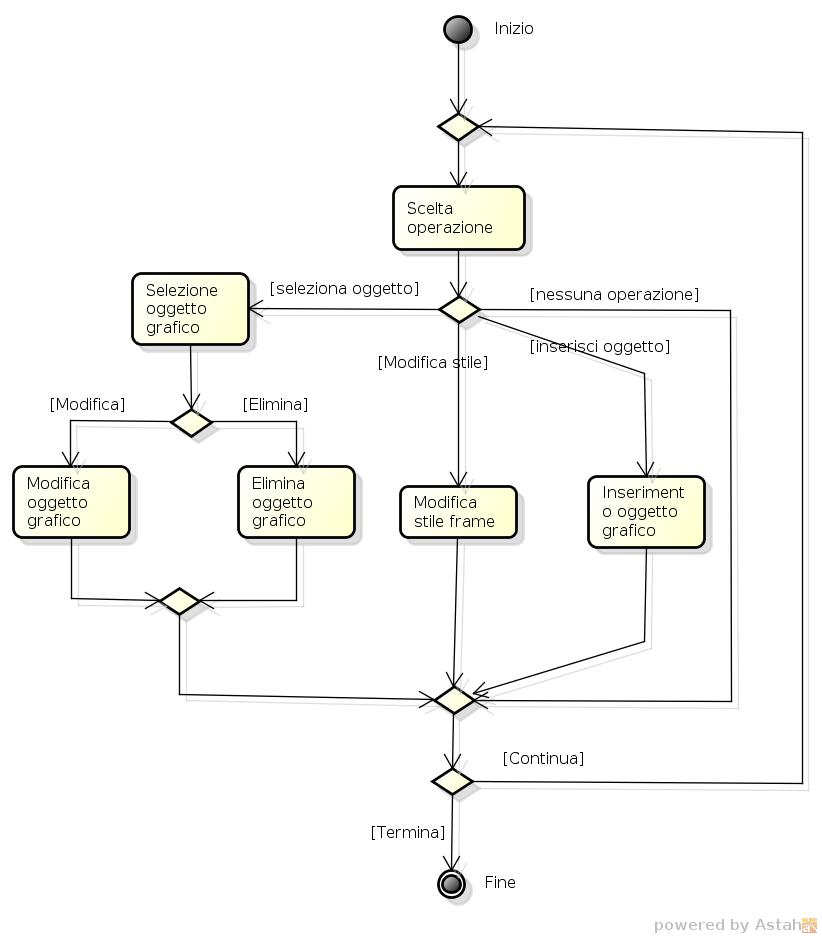 Inizio
Scelta
operazione
[seleziona oggetto]
[nessuna operazione]
Selezione
oggetto
grafico
[Modifica stile]
[inserisci oggetto]
[Modifica]
[Elimina]
Modifica
oggetto
grafico
Elimina
oggetto
grafico
Modifica
stile frame
Inseriment
o oggetto
grafico
[Continua]
[Termina]
Fine
powered by Astah